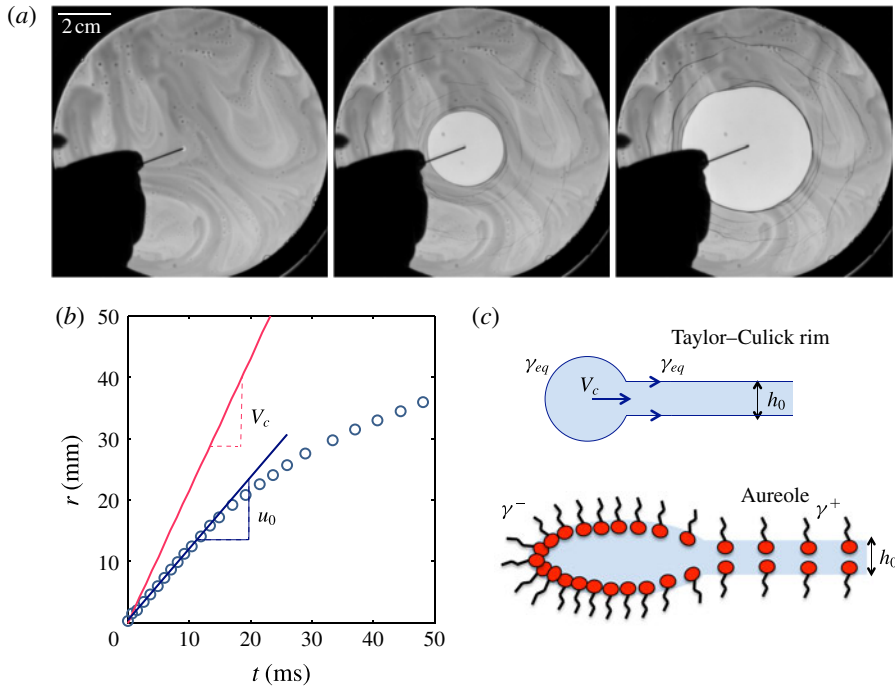 (a)
2 cm
(b)
50
40
30
20
10
0
10
20
30
40
50
r (mm)
t (ms)
V_c
u_0
(c)
Taylor–Culick rim
γ_eq
γ_eq
V_c
h_0
Aureole
γ^−
γ^+
h_0